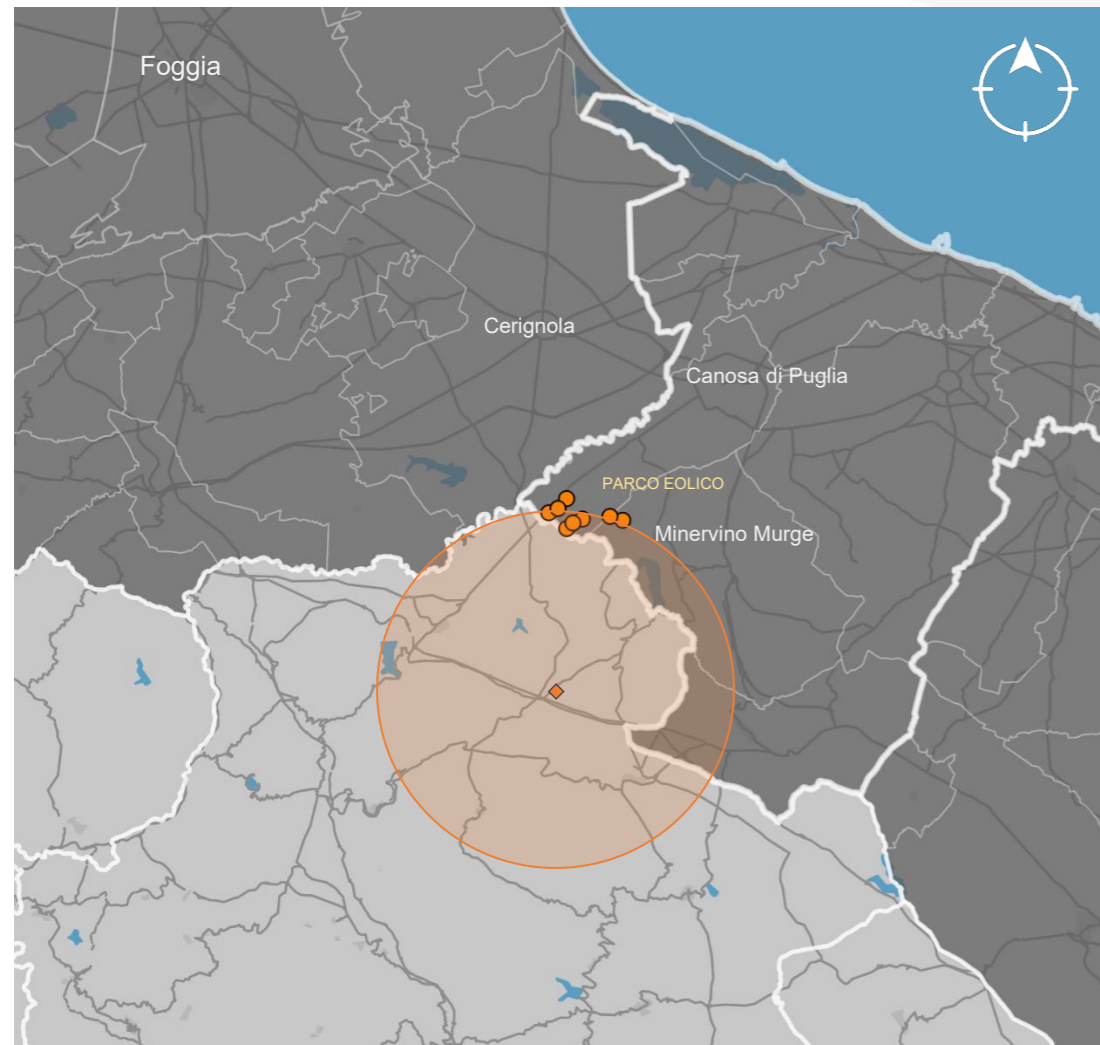 Foggia
Cerignola
Canosa di Puglia
PARCO EOLICO
Minervino Murge